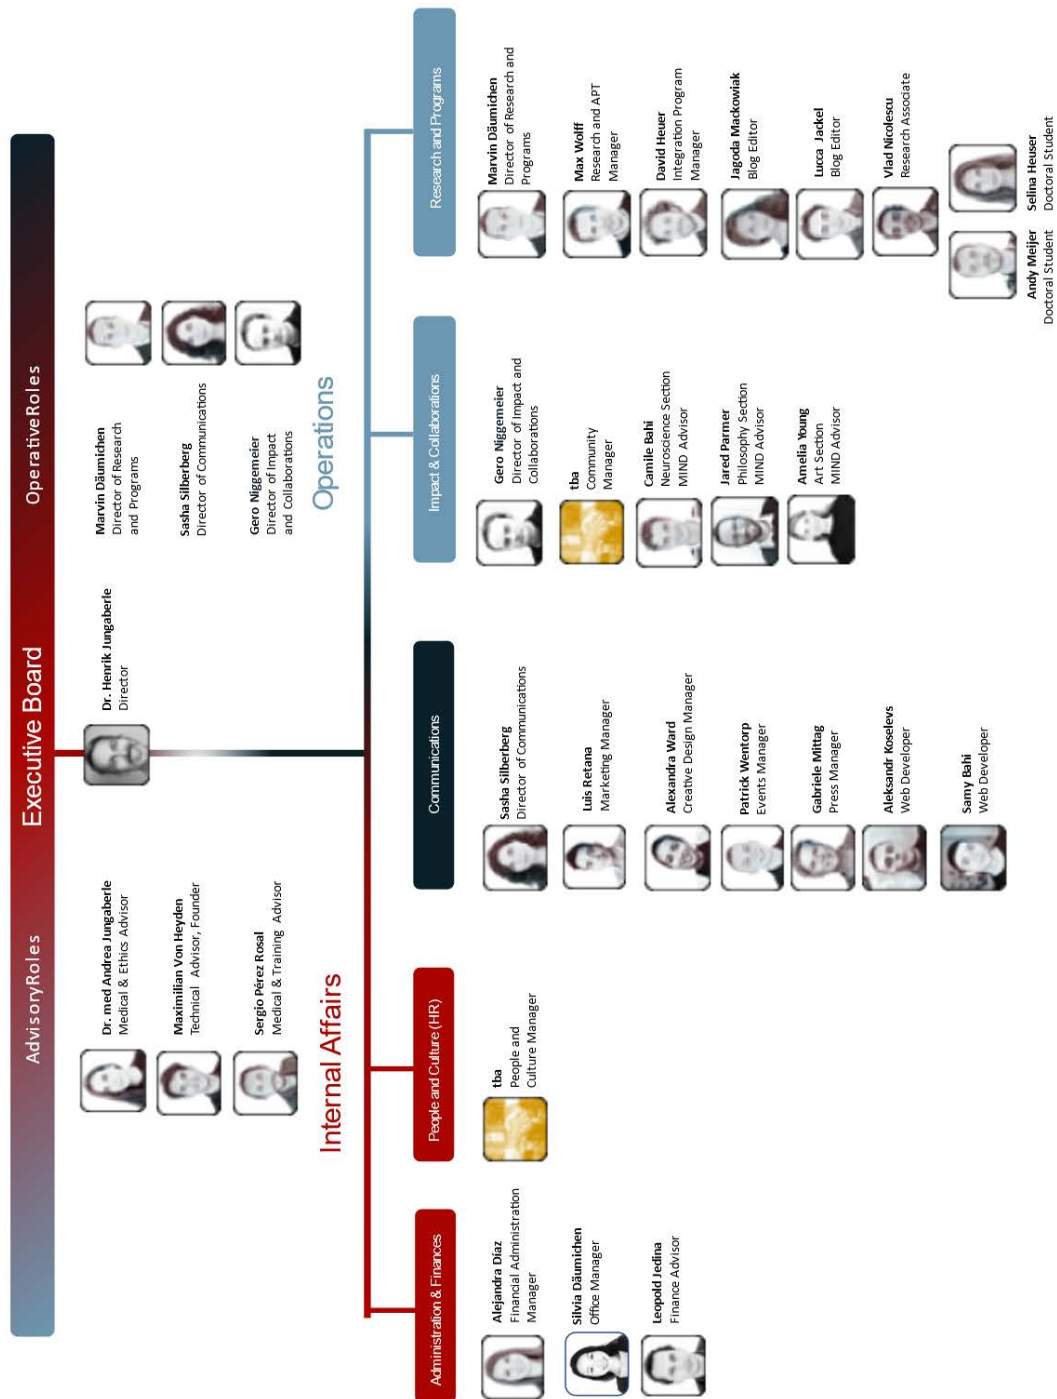 AdvisoryRoles
Executive Board
OperativeRoles
Dr. med Andrea Jungaberle
Medical & Ethics Advisor
Maximilian Von Heyden
Technical Advisor, Founder
Sergio Pérez Rosal
Medical & Training Advisor
Dr. Henrik Jungaberle
Director
Marvin Däumichen
Director of Research
and Programs
Sasha Silberberg
Director of Communications
Gero Niggemeier
Director of Impact
and Collaborations
Internal Affairs
Operations
Administration & Finances
Alejandra Díaz
Financial Administration
Manager
Silvia Däumichen
Office Manager
Leopold Jedina
Finance Advisor
People and Culture (HR)
tba
People and
Culture Manager
Communications
Sasha Silberberg
Director of Communications
Luis Retana
Marketing Manager
Alexandra Ward
Creative Design Manager
Patrick Wentorp
Events Manager
Gabriele Mittag
Press Manager
Aleksandr Koselevs
Web Developer
Samy Bahi
Web Developer
Impact & Collaborations
Gero Niggemeier
Director of Impact and
Collaborations
tba
Community
Manager
Camile Bahi
Neuroscience Section
MIND Advisor
Jared Parmer
Philosophy Section
MIND Advisor
Amelia Young
Art Section
MIND Advisor
Research and Programs
Marvin Däumichen
Director of Research and
Programs
Max Wolff
Research and APT
Manager
David Heuer
Integration Program
Manager
Jagoda Mackowiak
Blog Editor
Lucca Jackel
Blog Editor
Vlad Nicolescu
Research Associate
Andy Meijer
Doctoral Student
Selina Heuser
Doctoral Student